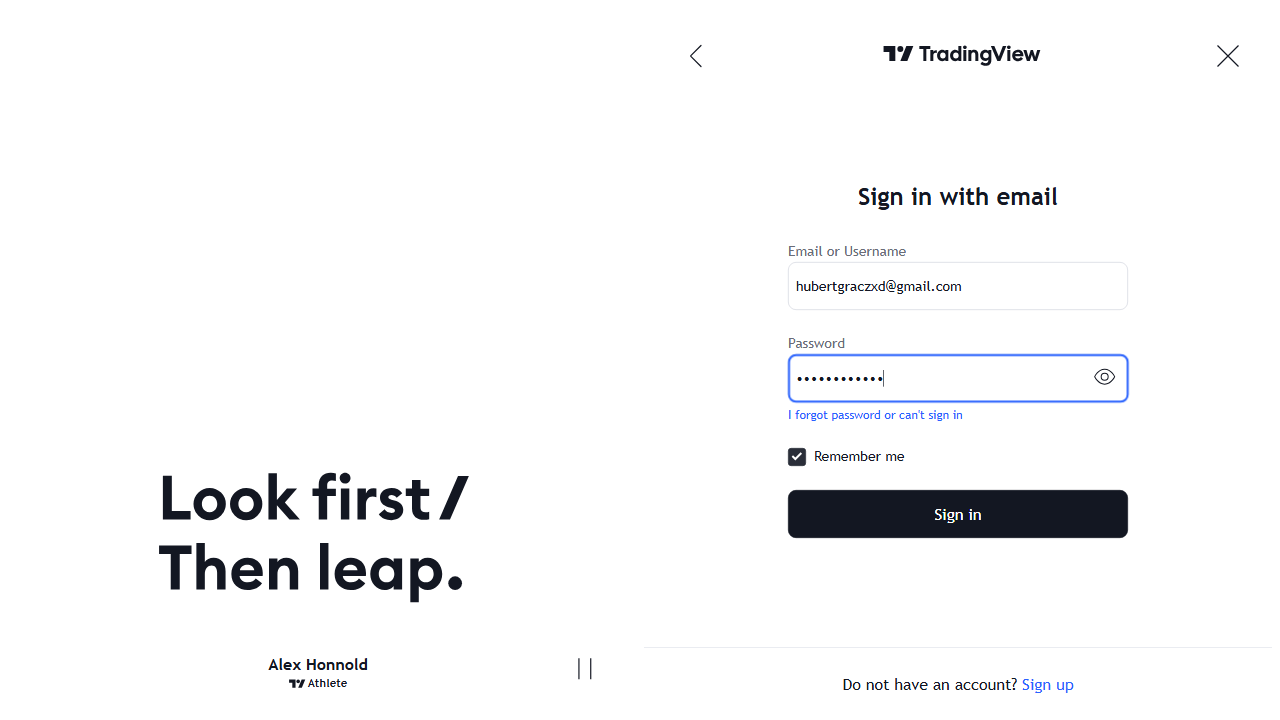 Look first/
Then leap.
Alex Honnold
Athlete
TradingView
Sign in with email
Email or Username
hubertgraczxd@gmail.com
Password
••••••••••••
I forgot password or can't sign in
Remember me
Sign in
Do not have an account? Sign up